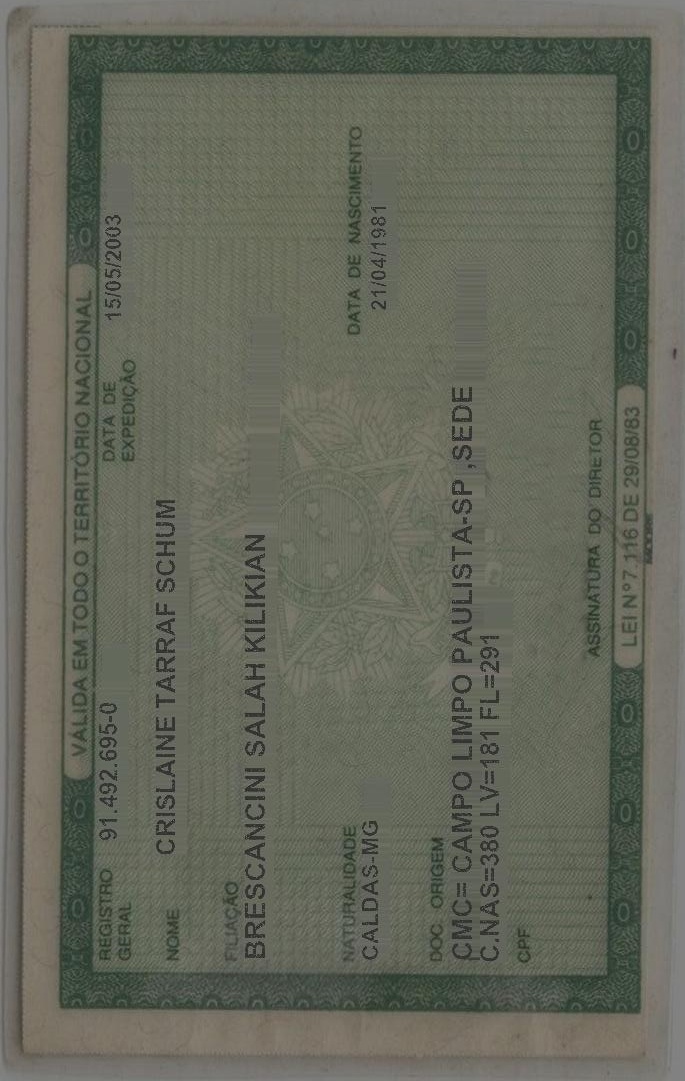 VÁLIDA EM TODO O TERRITÓRIO NACIONAL
REGISTRO GERAL 91.492.695-0 DATA DE EXPEDIÇÃO 15/05/2003
NOME CRISLAINE TARRAF SCHUM
FILIAÇÃO
BRESCANCINI SALAH KILIKIAN
NATURALIDADE DATA DE NASCIMENTO
CALDAS-MG 21/04/1981
DOC. ORIGEM
CMC= CAMPO LIMPO PAULISTA-SP ,SEDE
C.NAS=380 LV=181 FL=291
CPF
ASSINATURA DO DIRETOR
LEI Nº 7.116 DE 29/08/83